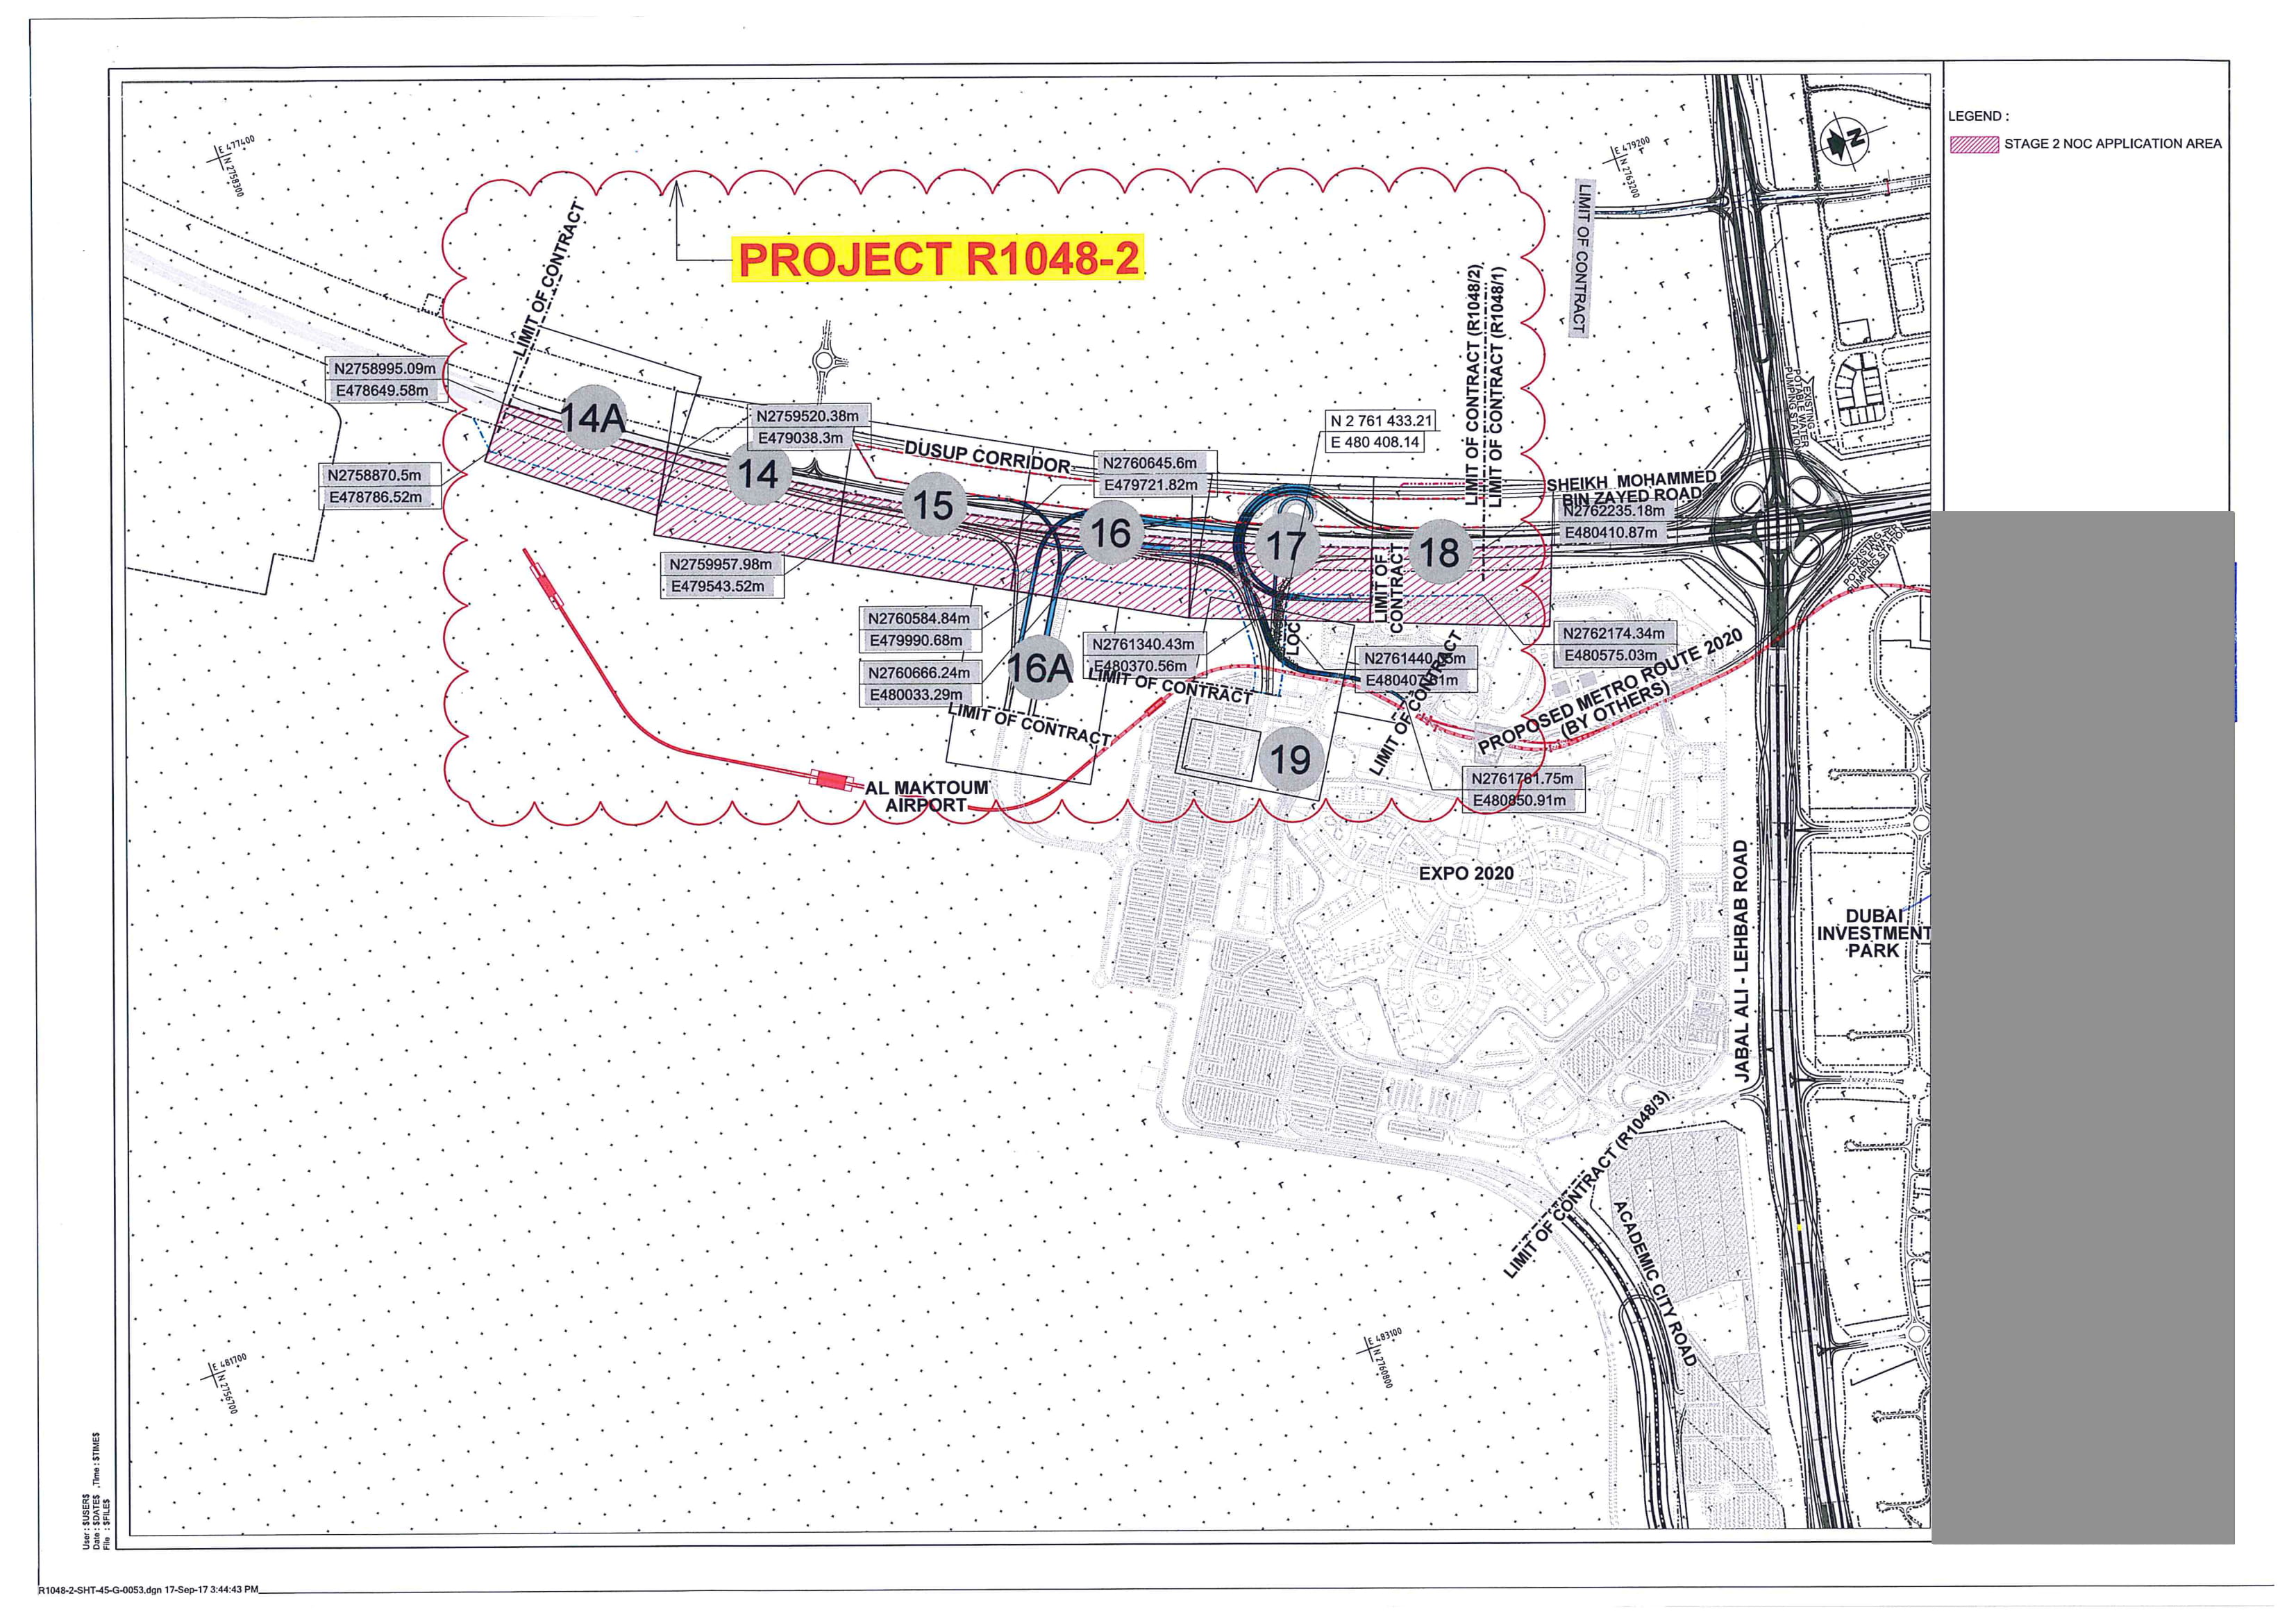 LEGEND :
STAGE 2 NOC APPLICATION AREA
N
E 477400
N 2758300
E 479200
N 2763200
LIMIT OF CONTRACT
LIMIT OF CONTRACT
PROJECT R1048-2
LIMIT OF CONTRACT (R1048/2)
LIMIT OF CONTRACT (R1048/1)
EXISTING
POTABLE WATER
PUMPING STATION
N2758995.09m
E478649.58m
14A
N2759520.38m
E479038.3m
N 2 761 433.21
E 480 408.14
DUSUP CORRIDOR
N2760645.6m
E479721.82m
N2758870.5m
E478786.52m
14
15
16
17
18
SHEIKH MOHAMMED
BIN ZAYED ROAD
N2762235.18m
E480410.87m
EXISTING
POTABLE WATER
PUMPING STATION
N2759957.98m
E479543.52m
LIMIT OF
CONTRACT
N2760584.84m
E479990.68m
N2761340.43m
E480370.56m
LOC
N2762174.34m
E480575.03m
N2760666.24m
E480033.29m
16A
LIMIT OF CONTRACT
LIMIT OF CONTRACT
LIMIT OF CONTRACT
PROPOSED METRO ROUTE 2020
(BY OTHERS)
19
N2761761.75m
E480850.91m
AL MAKTOUM
AIRPORT
EXPO 2020
JABAL ALI - LEHBAB ROAD
DUBAI
INVESTMENT
PARK
LIMIT OF CONTRACT (R1048/3)
ACADEMIC CITY ROAD
E 481700
N 2756700
E 483100
N 2760800
User : $USER$
Date : $DATE$ ,Time : $TIME$
File : $FILE$
R1048-2-SHT-45-G-0053.dgn 17-Sep-17 3:44:43 PM